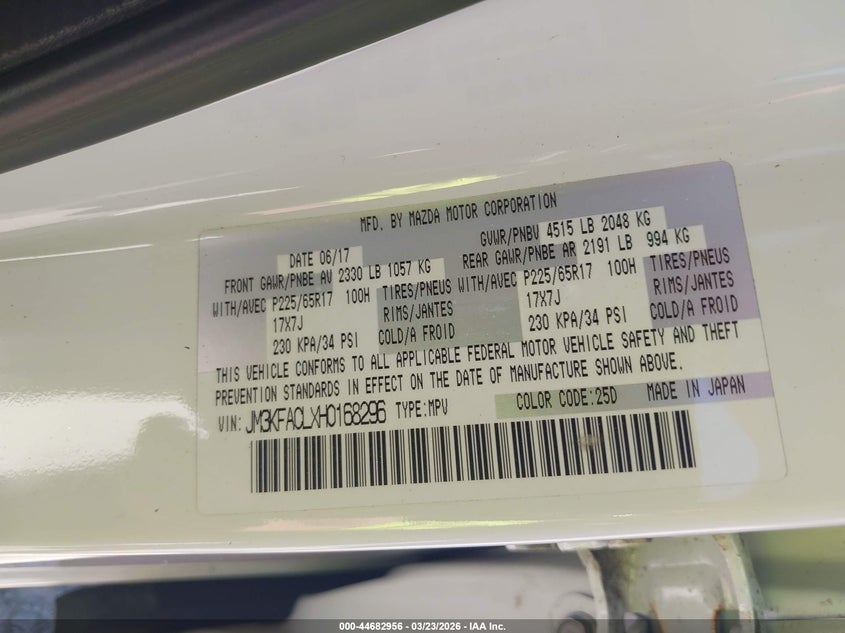 MFD. BY MAZDA MOTOR CORPORATION
DATE 06/17 GVWR/PNBV 4515 LB 2048 KG
FRONT GAWR/PNBE AV 2330 LB 1057 KG REAR GAWR/PNBE AR 2191 LB 994 KG
WITH/AVEC P225/65R17 100H TIRES/PNEUS WITH/AVEC P225/65R17 100H TIRES/PNEUS
17X7J RIMS/JANTES 17X7J RIMS/JANTES
230 KPA/34 PSI COLD/A FROID 230 KPA/34 PSI COLD/A FROID
THIS VEHICLE CONFORMS TO ALL APPLICABLE FEDERAL MOTOR VEHICLE SAFETY AND THEFT
PREVENTION STANDARDS IN EFFECT ON THE DATE OF MANUFACTURE SHOWN ABOVE.
VIN: JM3KFACLXH0168296 TYPE:MPV COLOR CODE:25D MADE IN JAPAN
000-44682956 - 03/23/2026 - IAA Inc.